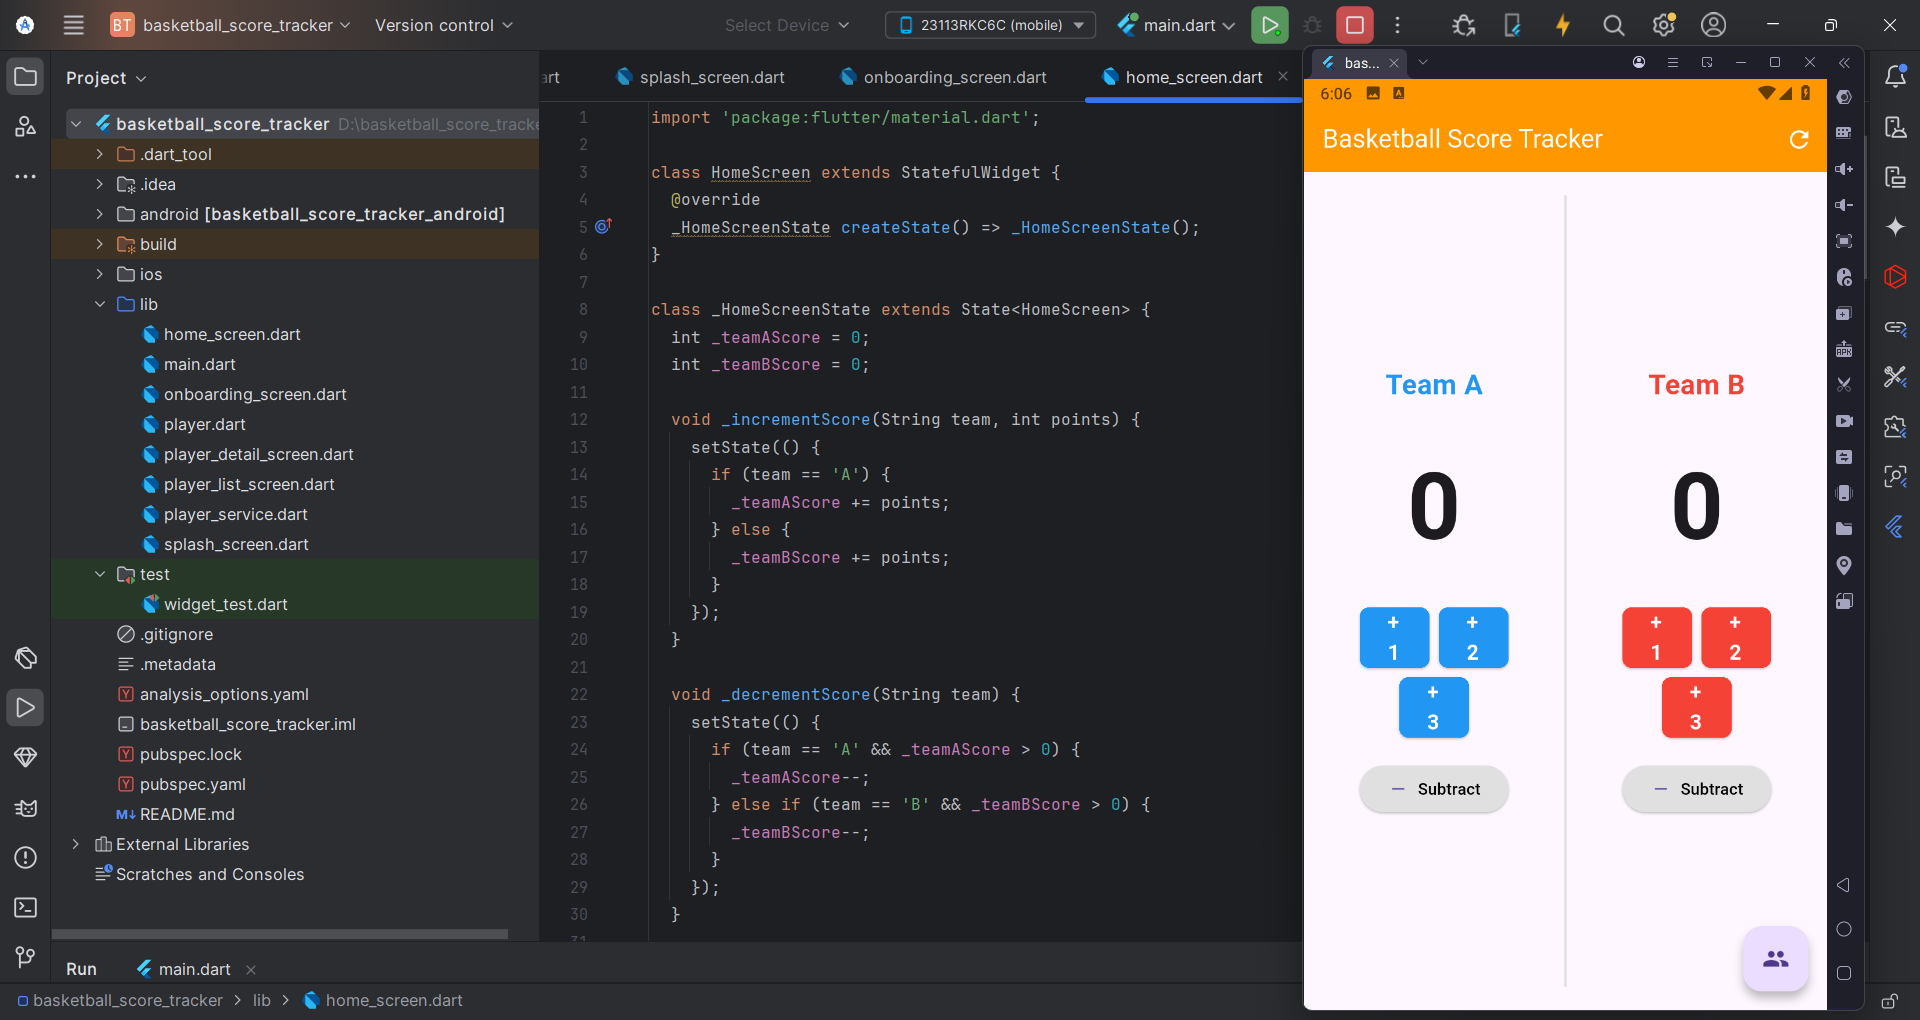 BT basketball_score_tracker Version control Select Device 23113RKC6C (mobile) main.dart
Project
basketball_score_tracker D:\basketball_score_tracke
.dart_tool
.idea
android [basketball_score_tracker_android]
build
ios
lib
home_screen.dart
main.dart
onboarding_screen.dart
player.dart
player_detail_screen.dart
player_list_screen.dart
player_service.dart
splash_screen.dart
test
widget_test.dart
.gitignore
.metadata
analysis_options.yaml
basketball_score_tracker.iml
pubspec.lock
pubspec.yaml
M↓ README.md
External Libraries
Scratches and Consoles
art splash_screen.dart onboarding_screen.dart home_screen.dart
1 import 'package:flutter/material.dart';
2
3 class HomeScreen extends StatefulWidget {
4 @override
5 _HomeScreenState createState() => _HomeScreenState();
6 }
7
8 class _HomeScreenState extends State<HomeScreen> {
9 int _teamAScore = 0;
10 int _teamBScore = 0;
11
12 void _incrementScore(String team, int points) {
13 setState(() {
14 if (team == 'A') {
15 _teamAScore += points;
16 } else {
17 _teamBScore += points;
18 }
19 });
20 }
21
22 void _decrementScore(String team) {
23 setState(() {
24 if (team == 'A' && _teamAScore > 0) {
25 _teamAScore--;
26 } else if (team == 'B' && _teamBScore > 0) {
27 _teamBScore--;
28 }
29 });
30 }
31
bas...
6:06
Basketball Score Tracker
Team A
0
+ 1
+ 2
+ 3
− Subtract
Team B
0
+ 1
+ 2
+ 3
− Subtract
Run main.dart
basketball_score_tracker > lib > home_screen.dart